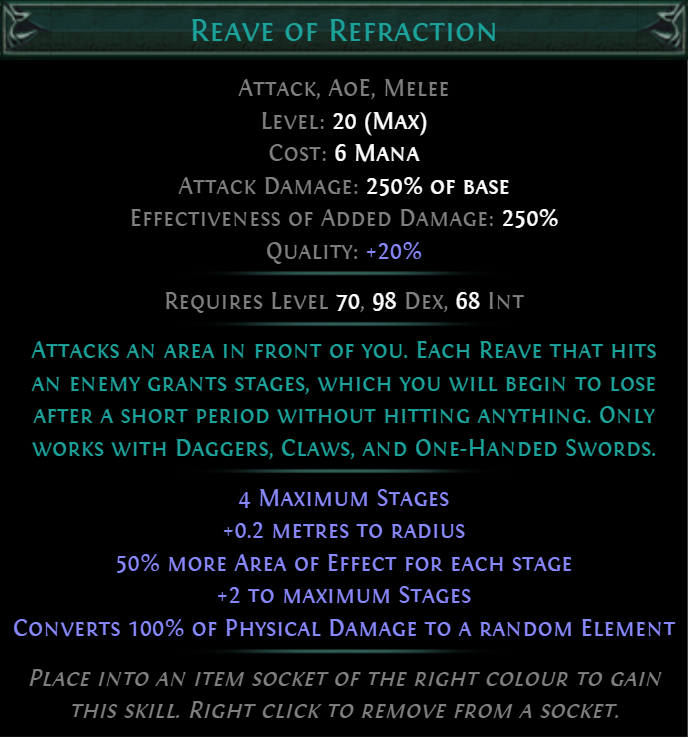 Reave of Refraction
Attack, AoE, Melee
Level: 20 (Max)
Cost: 6 Mana
Attack Damage: 250% of base
Effectiveness of Added Damage: 250%
Quality: +20%
Requires Level 70, 98 Dex, 68 Int
Attacks an area in front of you. Each Reave that hits
an enemy grants stages, which you will begin to lose
after a short period without hitting anything. Only
works with Daggers, Claws, and One-Handed Swords.
4 Maximum Stages
+0.2 metres to radius
50% more Area of Effect for each stage
+2 to maximum Stages
Converts 100% of Physical Damage to a random Element
Place into an item socket of the right colour to gain
this skill. Right click to remove from a socket.